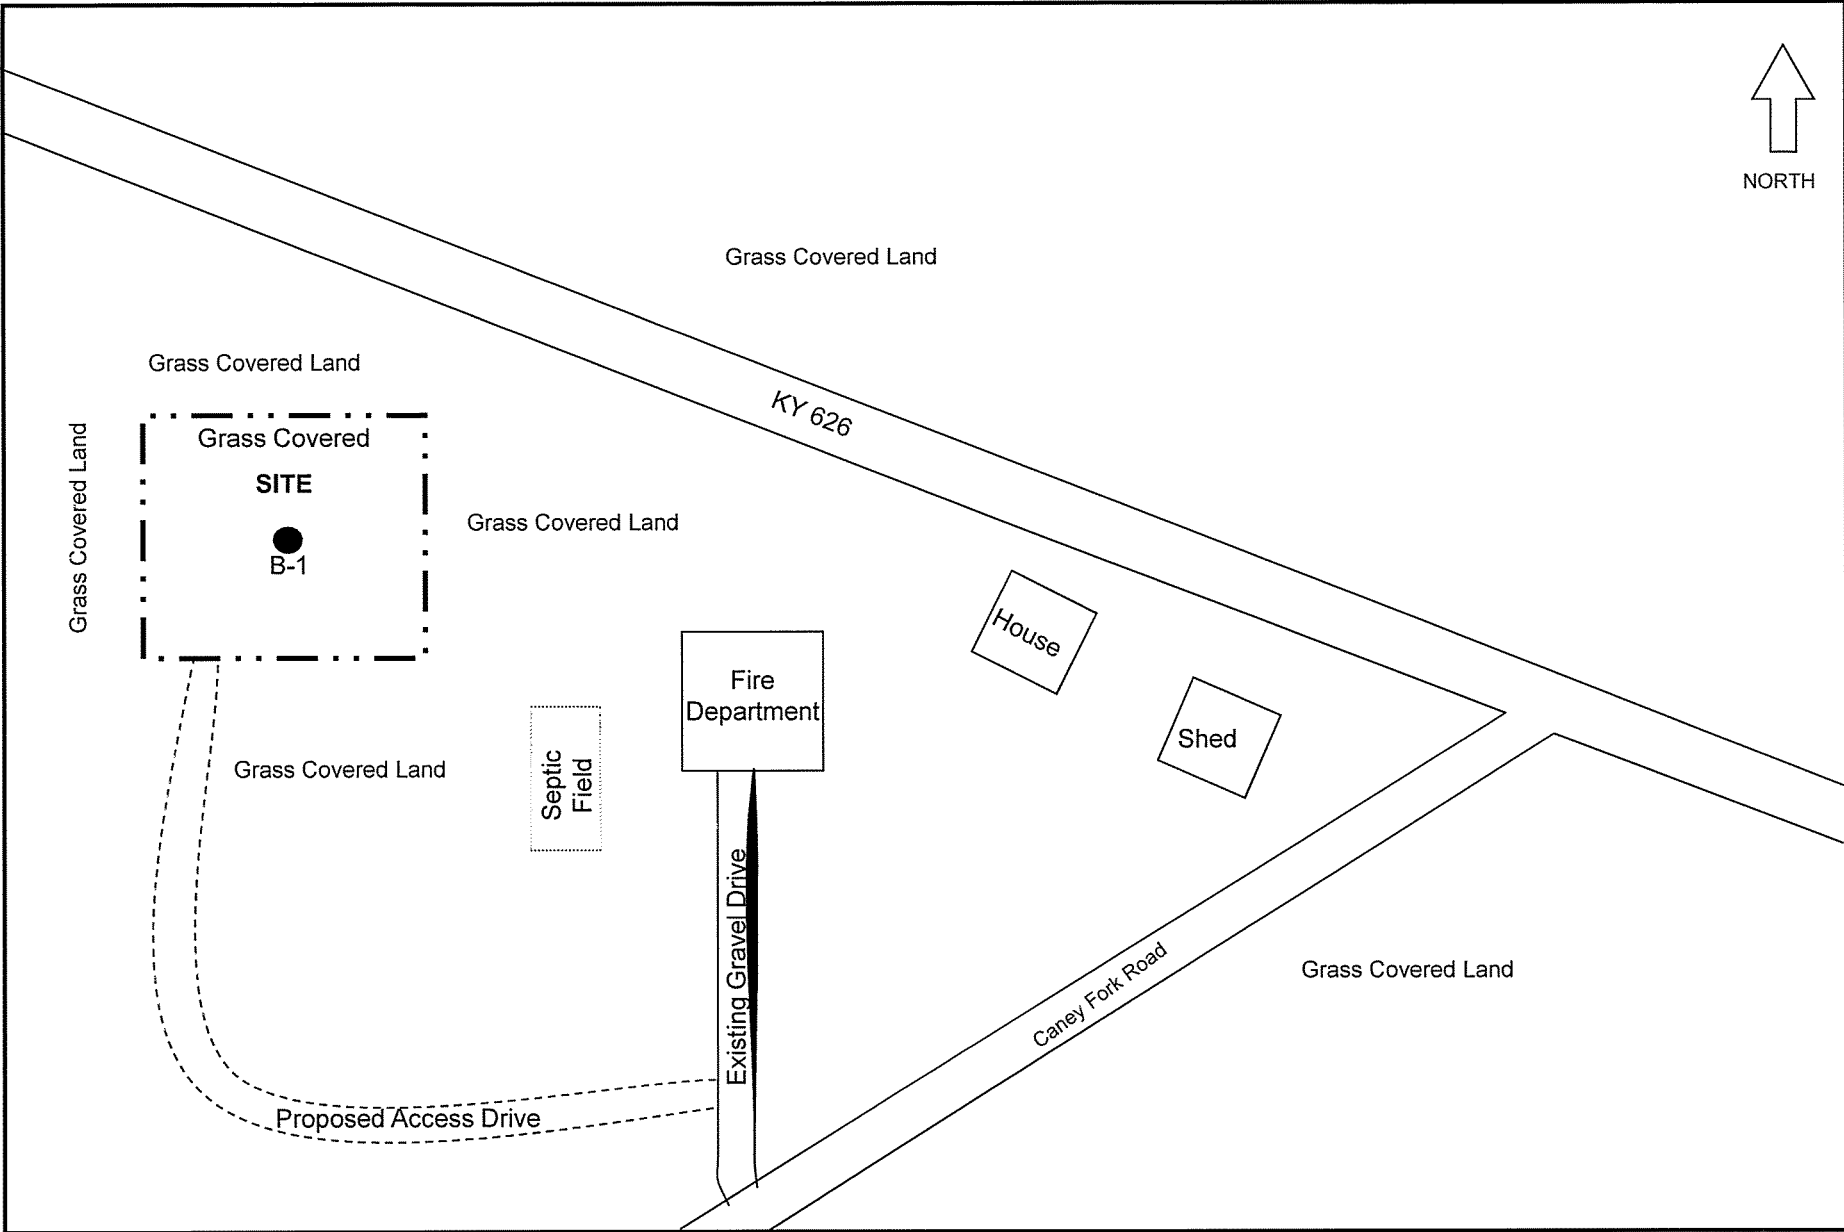 NORTH
Grass Covered Land
Grass Covered Land
KY 626
Grass Covered Land
Grass Covered
SITE
B-1
Grass Covered Land
House
Fire
Department
Shed
Septic
Field
Grass Covered Land
Existing Gravel Drive
Caney Fork Road
Grass Covered Land
Proposed Access Drive